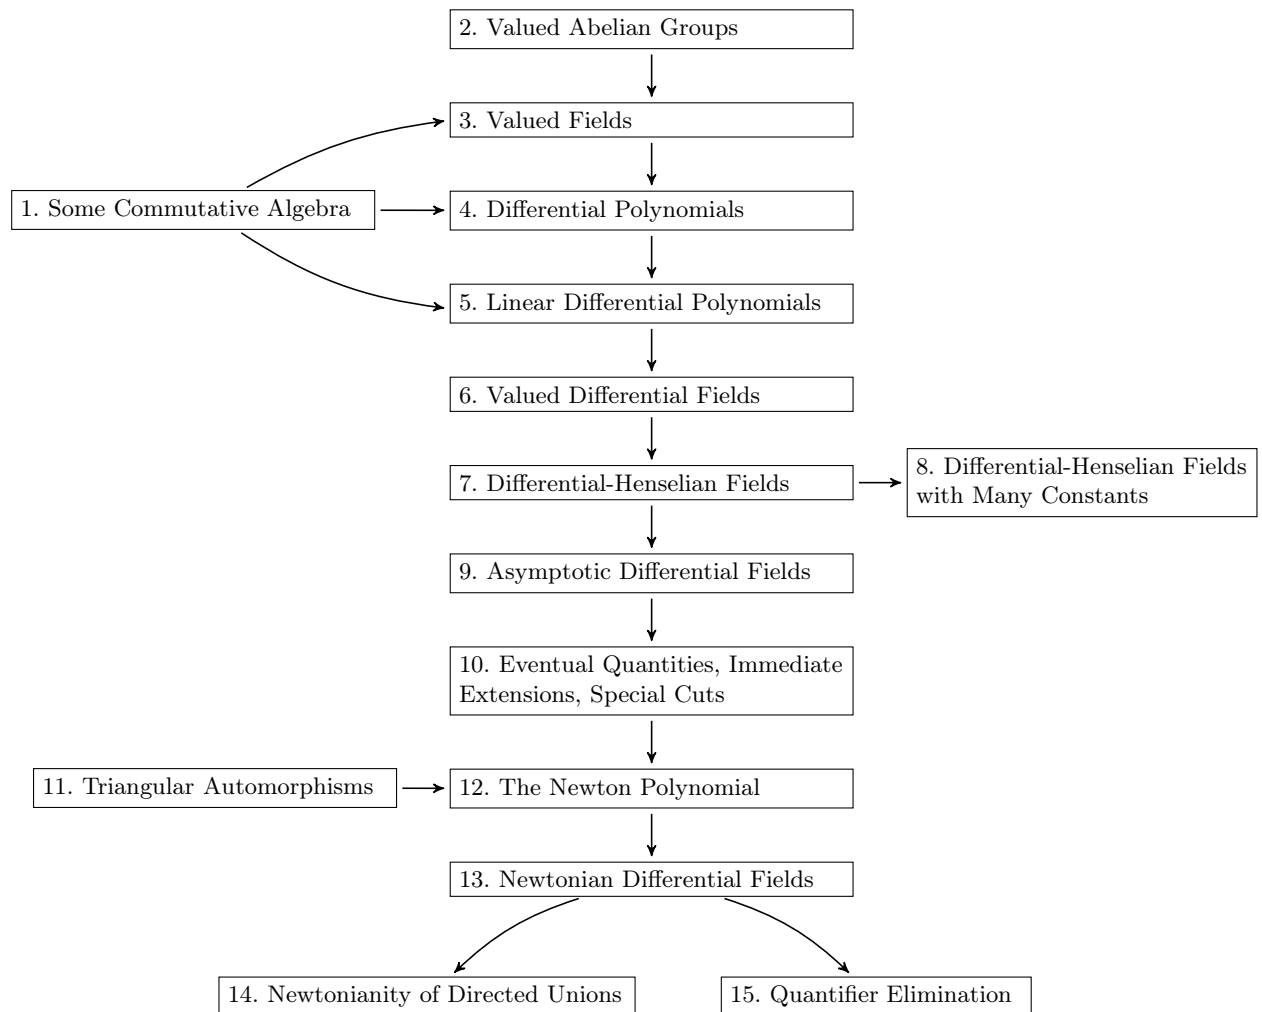 2. Valued Abelian Groups
3. Valued Fields
1. Some Commutative Algebra
4. Differential Polynomials
5. Linear Differential Polynomials
6. Valued Differential Fields
7. Differential-Henselian Fields
8. Differential-Henselian Fields
with Many Constants
9. Asymptotic Differential Fields
10. Eventual Quantities, Immediate
Extensions, Special Cuts
11. Triangular Automorphisms
12. The Newton Polynomial
13. Newtonian Differential Fields
14. Newtonianity of Directed Unions
15. Quantifier Elimination